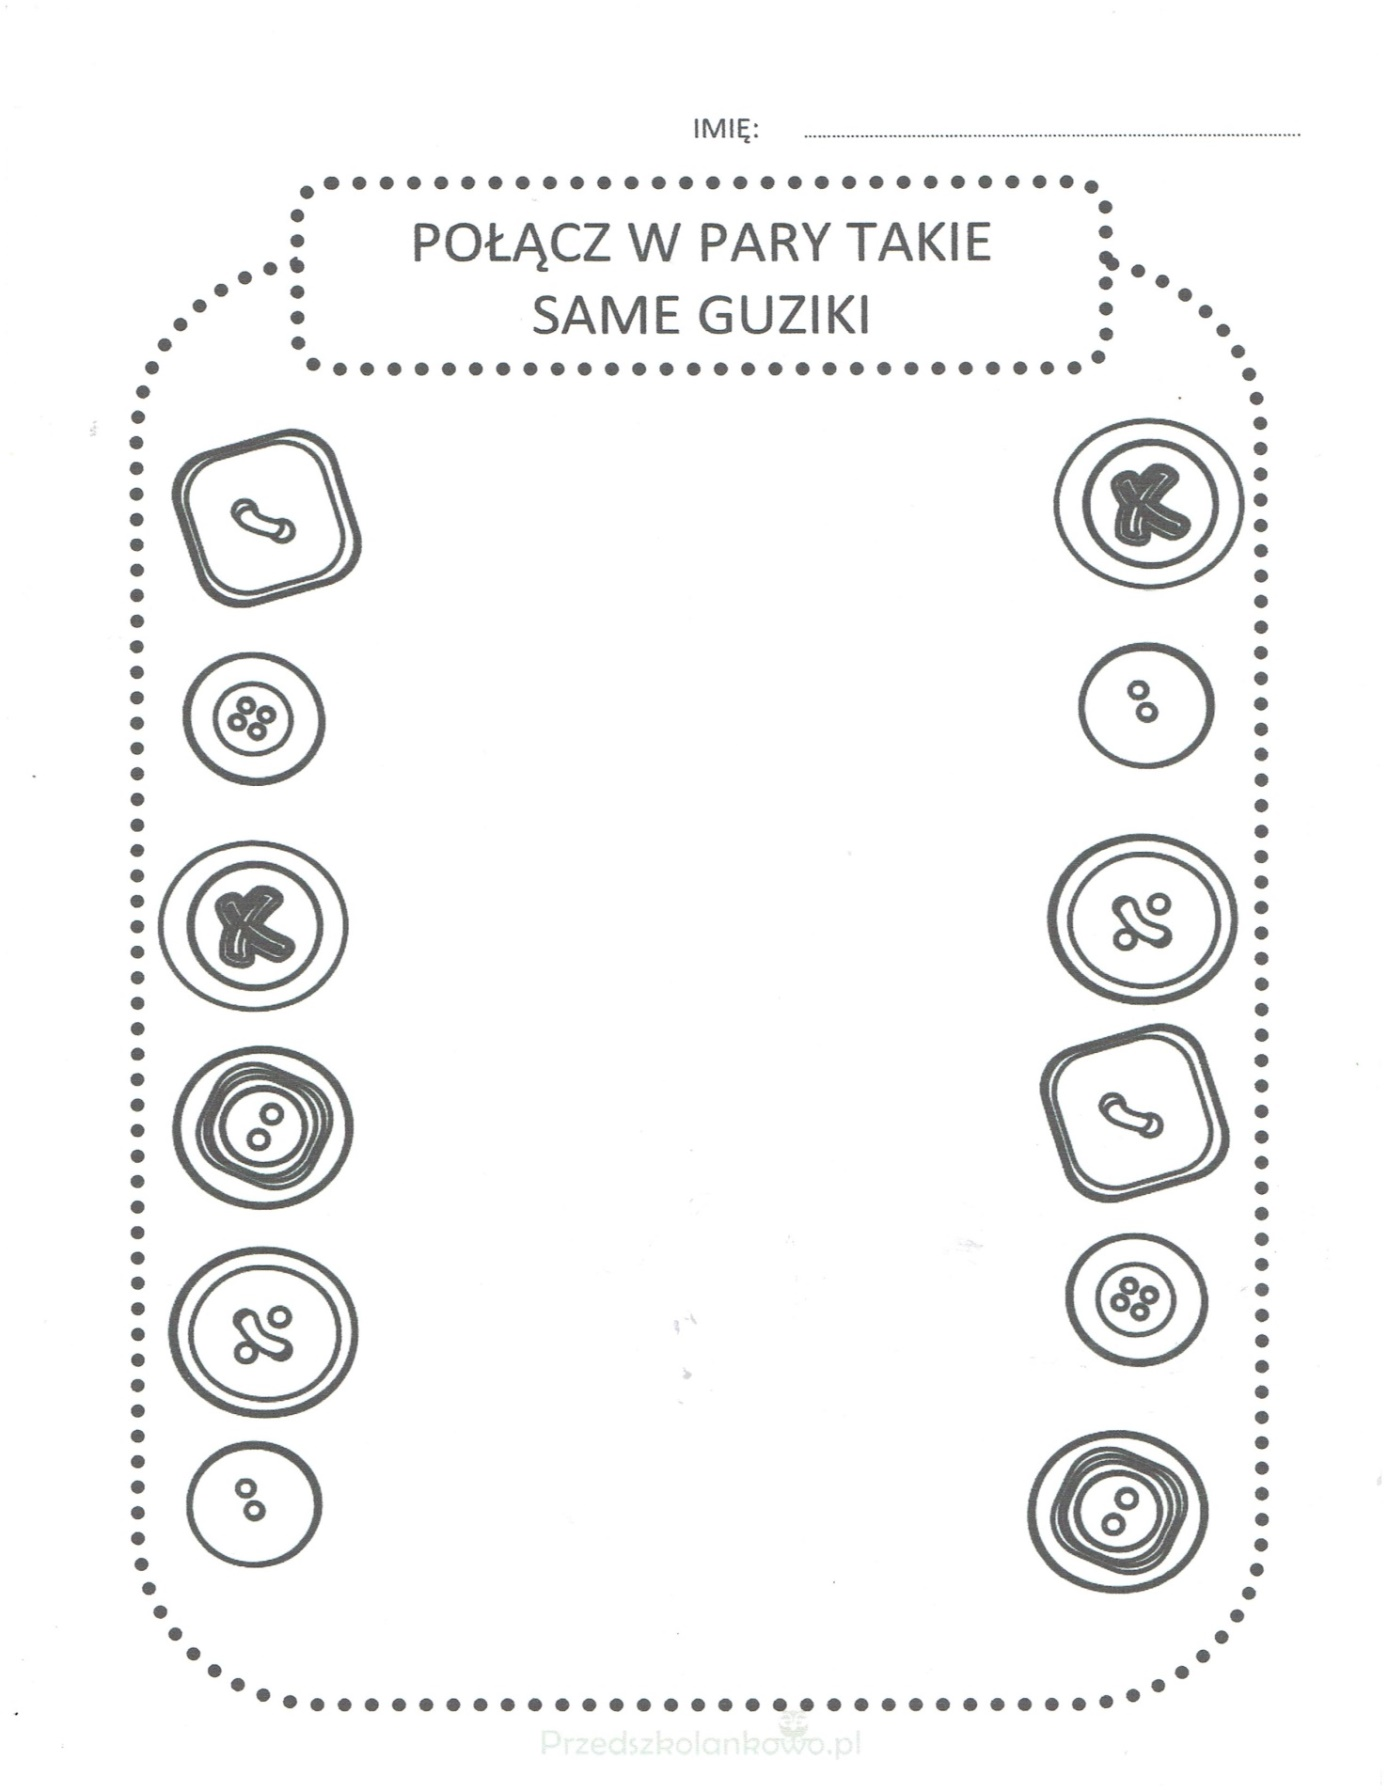 IMIĘ:
POŁĄCZ W PARY TAKIE
SAME GUZIKI
Przedszkolankowo.pl